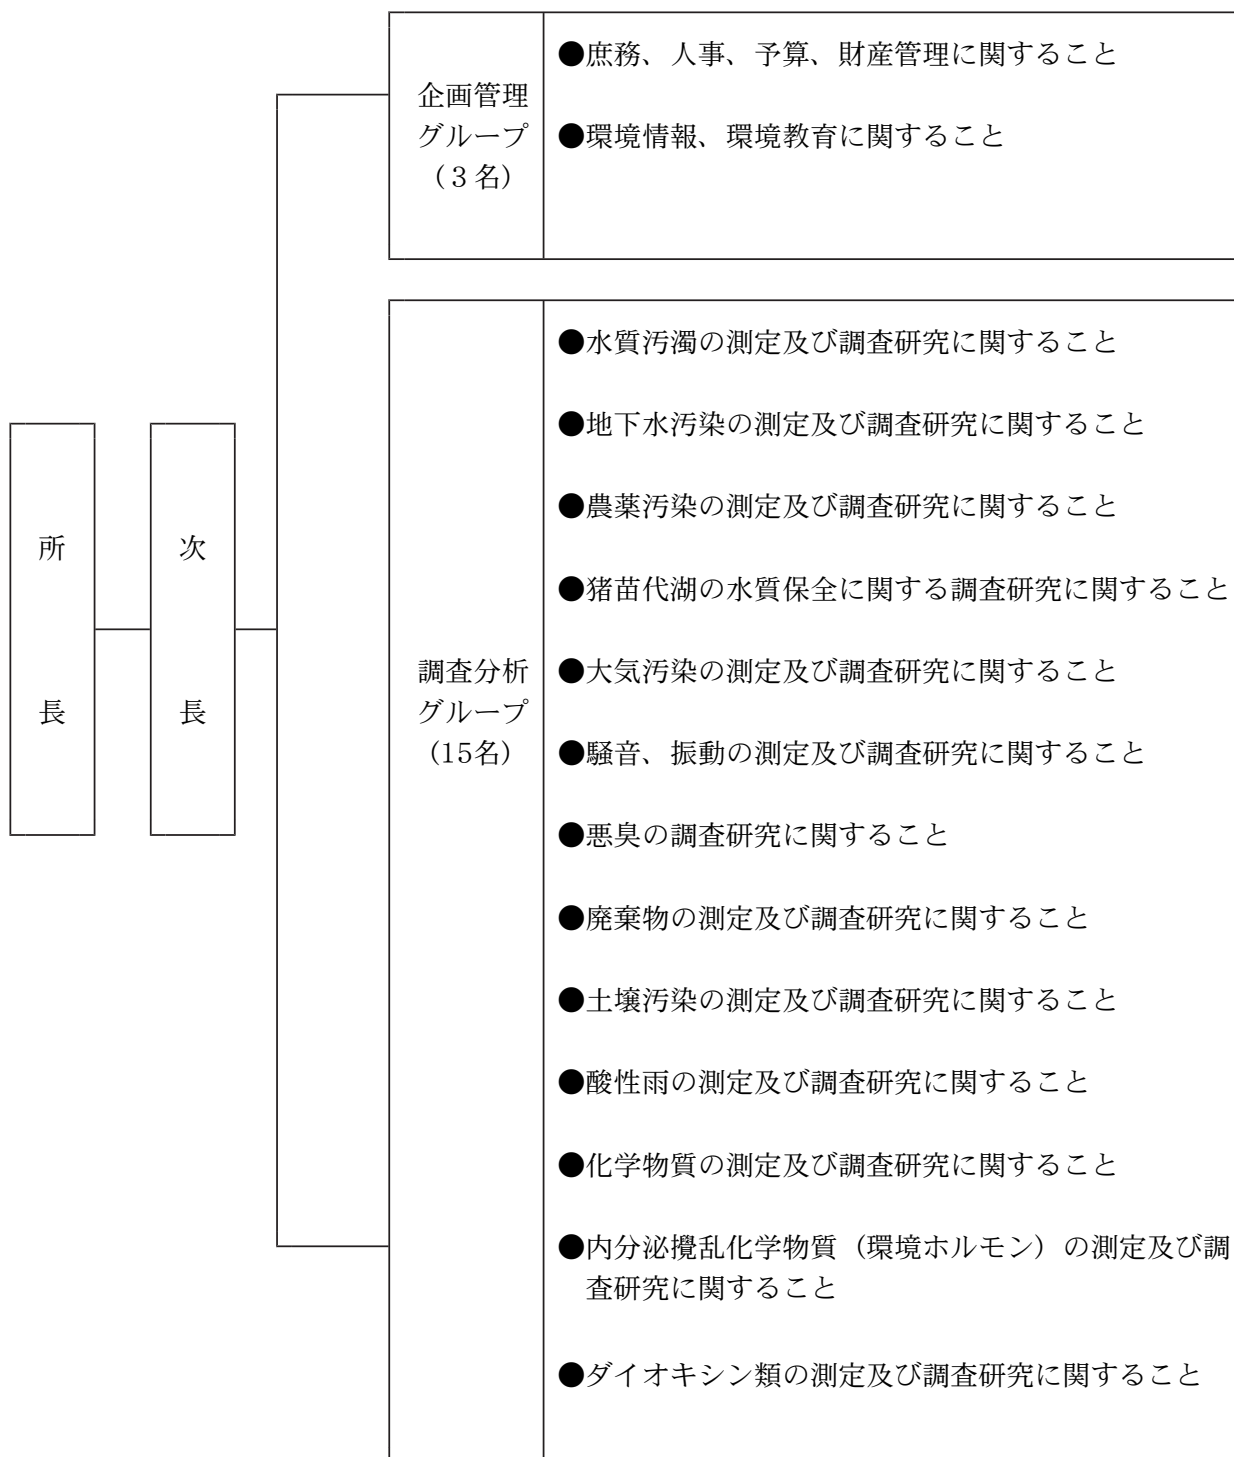 所
長
次
長
企画管理
グループ
(３名)
●庶務、人事、予算、財産管理に関すること
●環境情報、環境教育に関すること
調査分析
グループ
(15名)
●水質汚濁の測定及び調査研究に関すること
●地下水汚染の測定及び調査研究に関すること
●農薬汚染の測定及び調査研究に関すること
●猪苗代湖の水質保全に関する調査研究に関すること
●大気汚染の測定及び調査研究に関すること
●騒音、振動の測定及び調査研究に関すること
●悪臭の調査研究に関すること
●廃棄物の測定及び調査研究に関すること
●土壌汚染の測定及び調査研究に関すること
●酸性雨の測定及び調査研究に関すること
●化学物質の測定及び調査研究に関すること
●内分泌攪乱化学物質（環境ホルモン）の測定及び調
査研究に関すること
●ダイオキシン類の測定及び調査研究に関すること